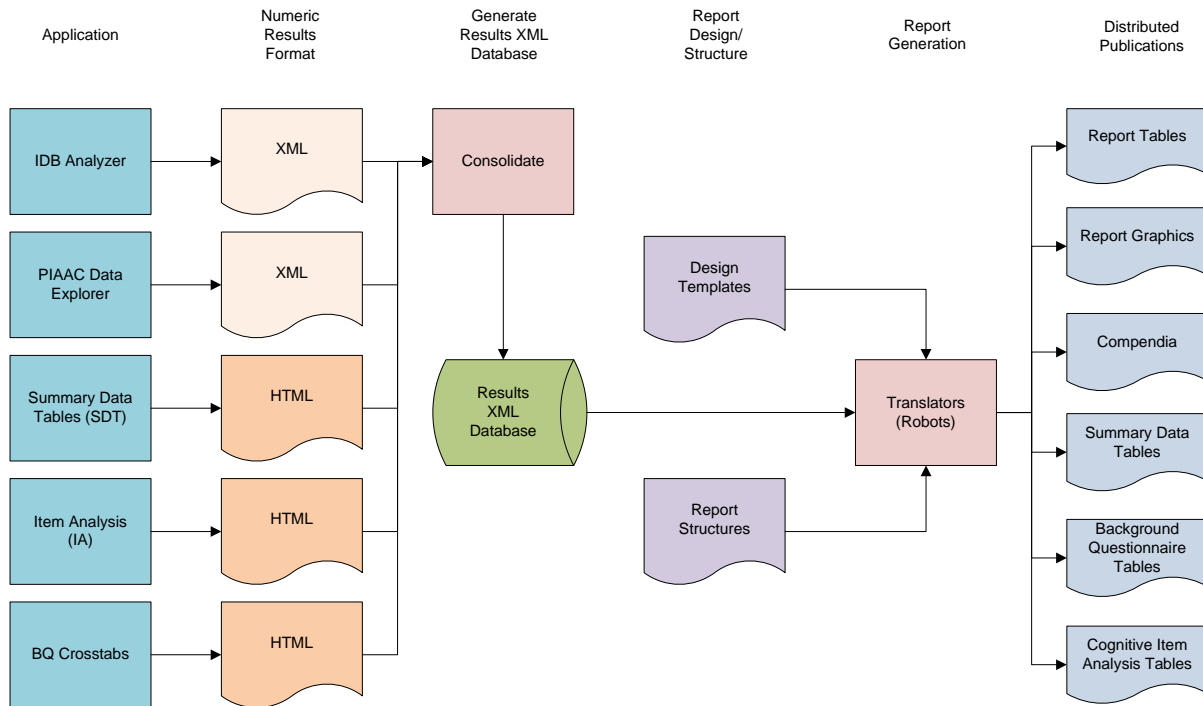 Application
Numeric
Results
Format
Generate
Results XML
Database
Report
Design/
Structure
Report
Generation
Distributed
Publications
IDB Analyzer
XML
Consolidate
Report Tables
PIAAC Data
Explorer
XML
Design
Templates
Report Graphics
Summary Data
Tables (SDT)
HTML
Results
XML
Database
Translators
(Robots)
Compendia
Summary Data
Tables
Item Analysis
(IA)
HTML
Report
Structures
Background
Questionnaire
Tables
BQ Crosstabs
HTML
Cognitive Item
Analysis Tables